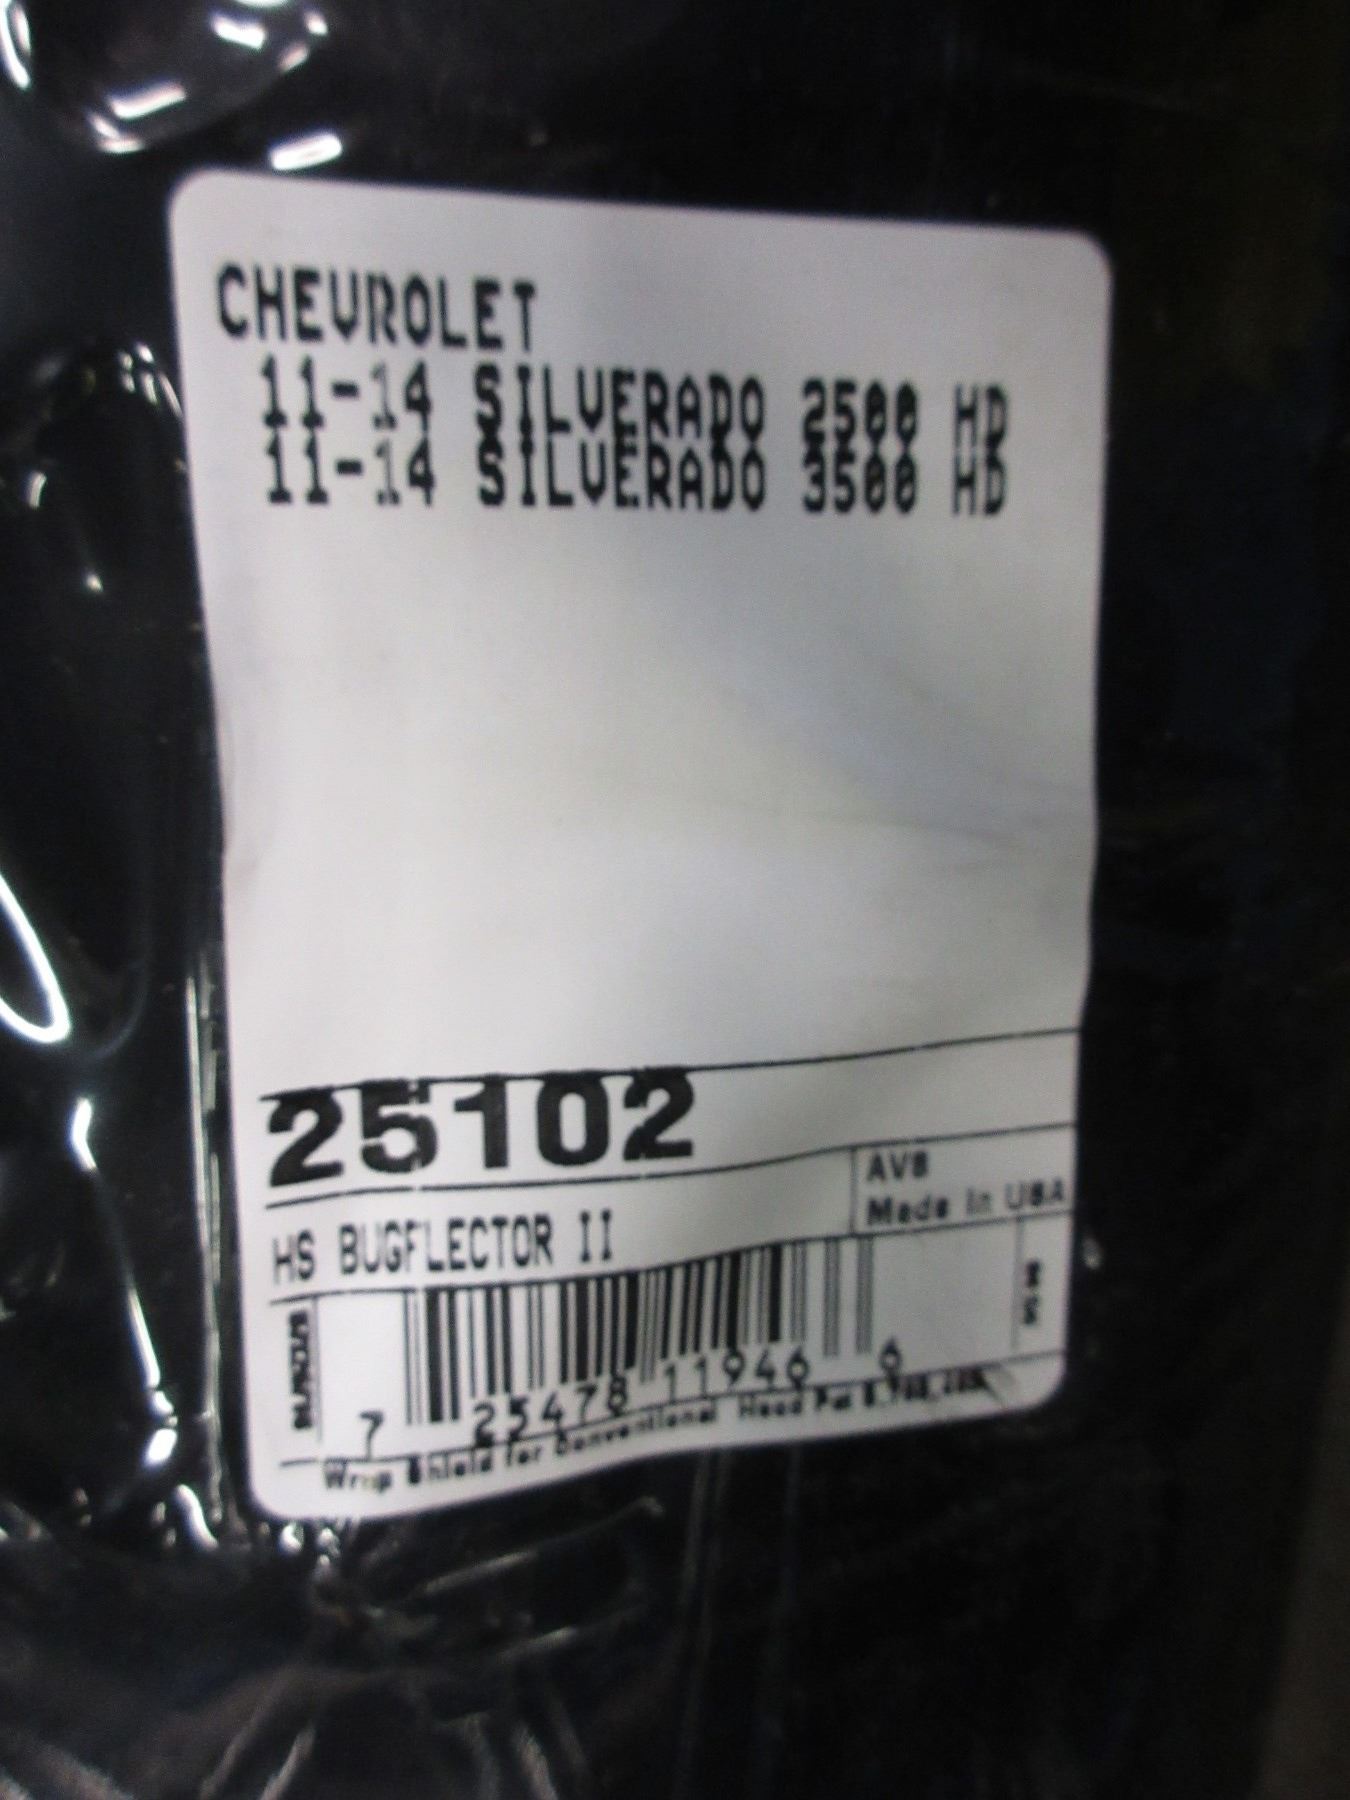 CHEVROLET
11-14 SILVERADO 2500 HD
11-14 SILVERADO 3500 HD
25102
AVS
Made in USA
HS BUGFLECTOR II
7 25478 11946 6
Wrap Shield for Conventional Hood Pat